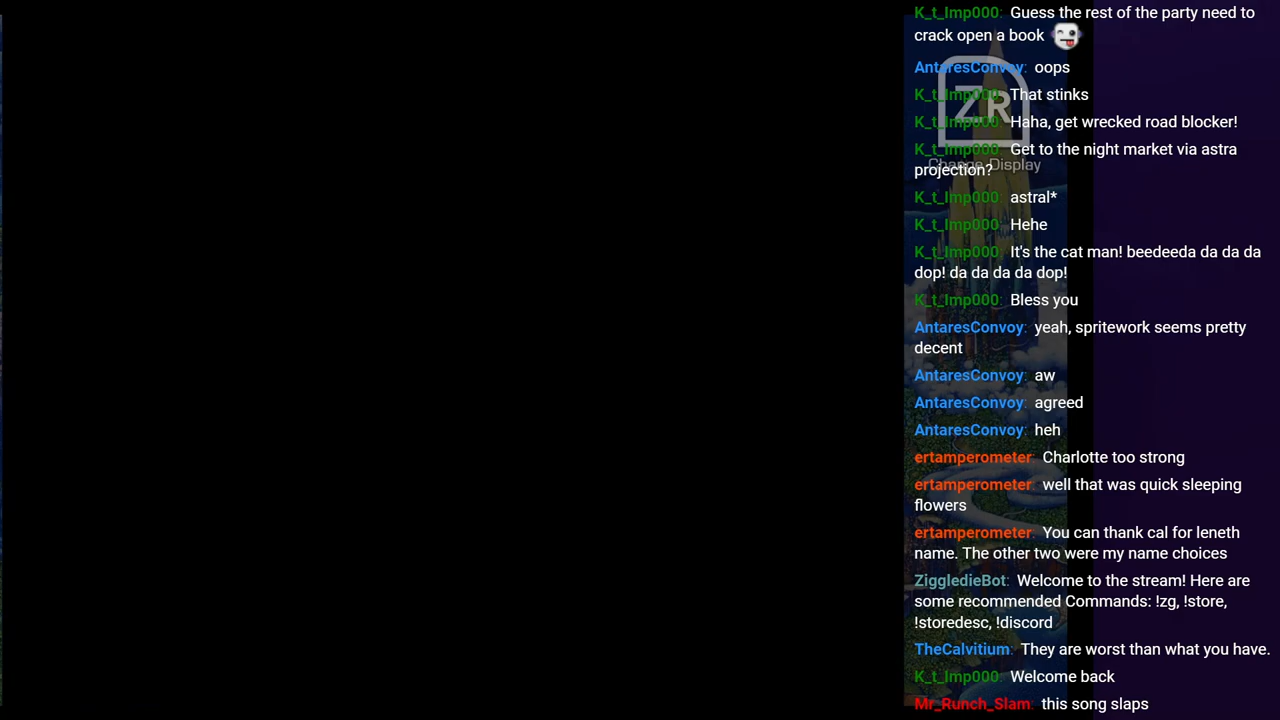 K_t_Imp000: Guess the rest of the party need to
crack open a book
AntaresConvoy: oops
K_t_Imp000: That stinks
ZR
K_t_Imp000: Haha, get wrecked road blocker!
K_t_Imp000: Get to the night market via astra
Change Display
projection?
K_t_Imp000: astral*
K_t_Imp000: Hehe
K_t_Imp000: It's the cat man! beedeeda da da da
dop! da da da da dop!
K_t_Imp000: Bless you
AntaresConvoy: yeah, spritework seems pretty
decent
AntaresConvoy: aw
AntaresConvoy: agreed
AntaresConvoy: heh
ertamperometer: Charlotte too strong
ertamperometer: well that was quick sleeping
flowers
ertamperometer: You can thank cal for leneth
name. The other two were my name choices
ZiggledieBot: Welcome to the stream! Here are
some recommended Commands: !zg, !store,
!storedesc, !discord
TheCalvitium: They are worst than what you have.
K_t_Imp000: Welcome back
Mr_Runch_Slam: this song slaps